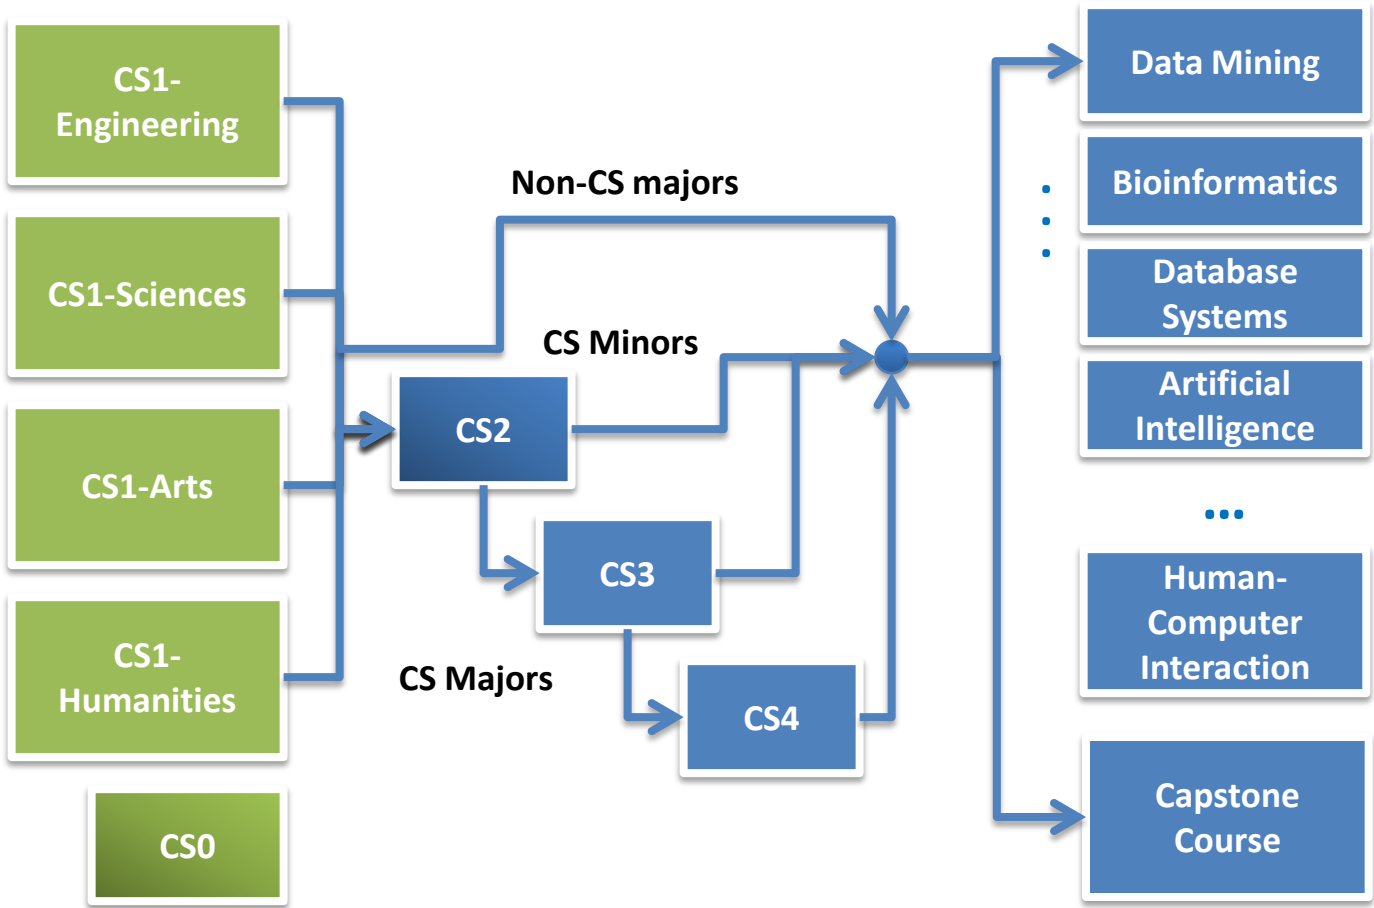 CS1-
Engineering
CS1-Sciences
CS1-Arts
CS1-
Humanities
CS0
Non-CS majors
CS Minors
CS2
CS3
CS Majors
CS4
Data Mining
Bioinformatics
Database
Systems
Artificial
Intelligence
...
Human-
Computer
Interaction
Capstone
Course